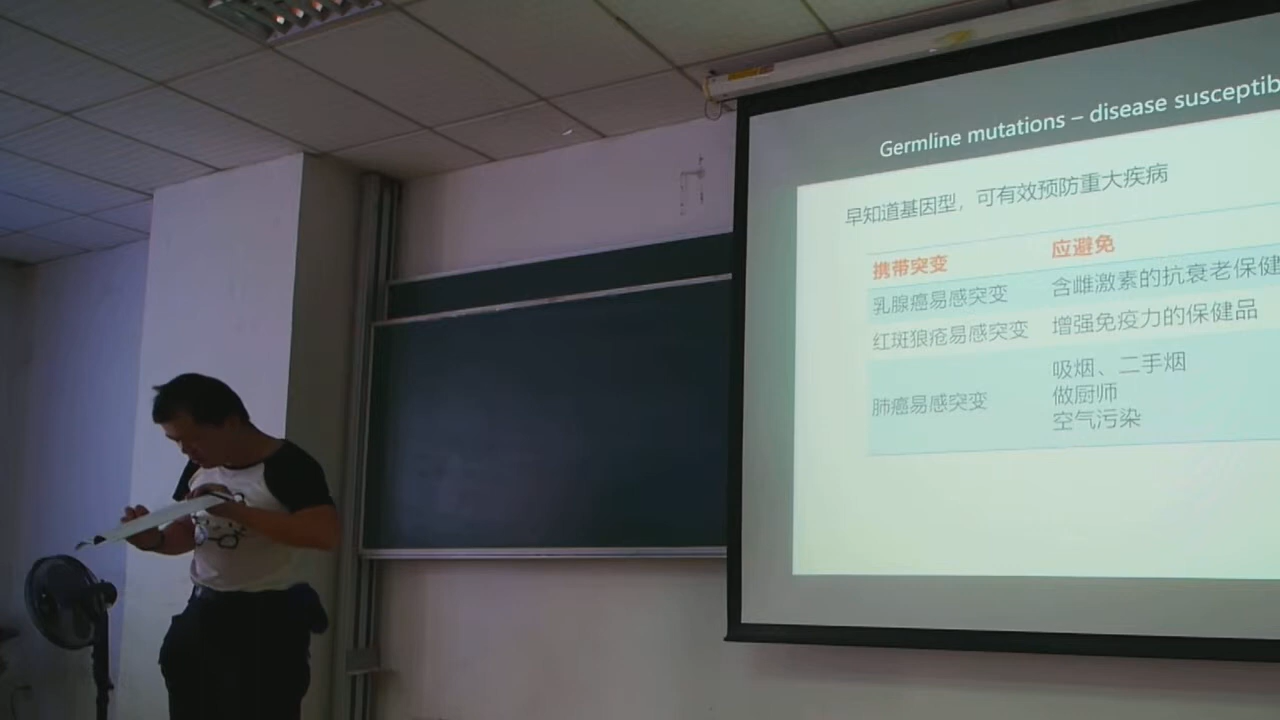 Germline mutations – disease susceptib
早知道基因型，可有效预防重大疾病
携带突变 应避免
乳腺癌易感突变 含雌激素的抗衰老保健
红斑狼疮易感突变 增强免疫力的保健品
肺癌易感突变 吸烟、二手烟
做厨师
空气污染